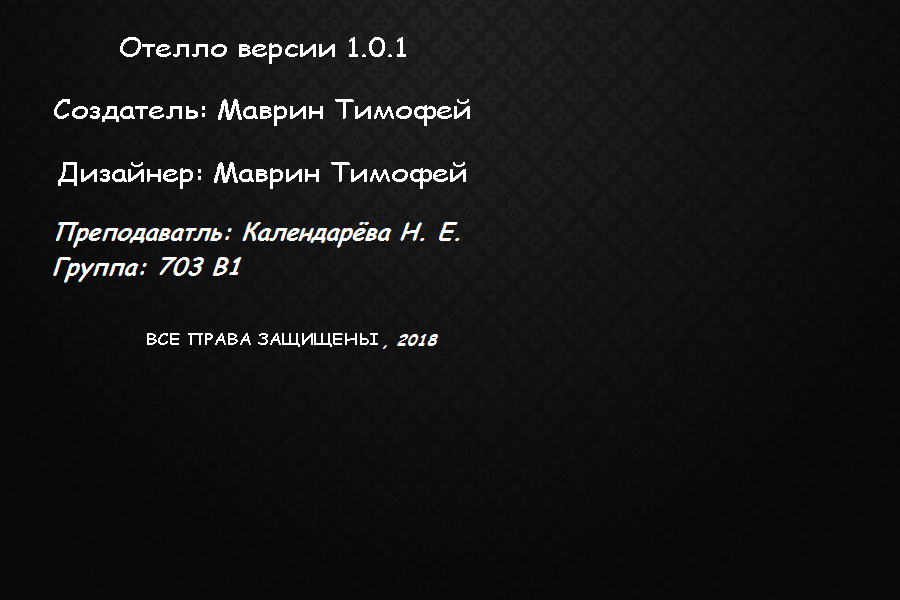 Отелло версии 1.0.1
Создатель: Маврин Тимофей
Дизайнер: Маврин Тимофей
Преподаватль: Календарёва Н. Е.
Группа: 703 В1
ВСЕ ПРАВА ЗАЩИЩЕНЫ, 2018